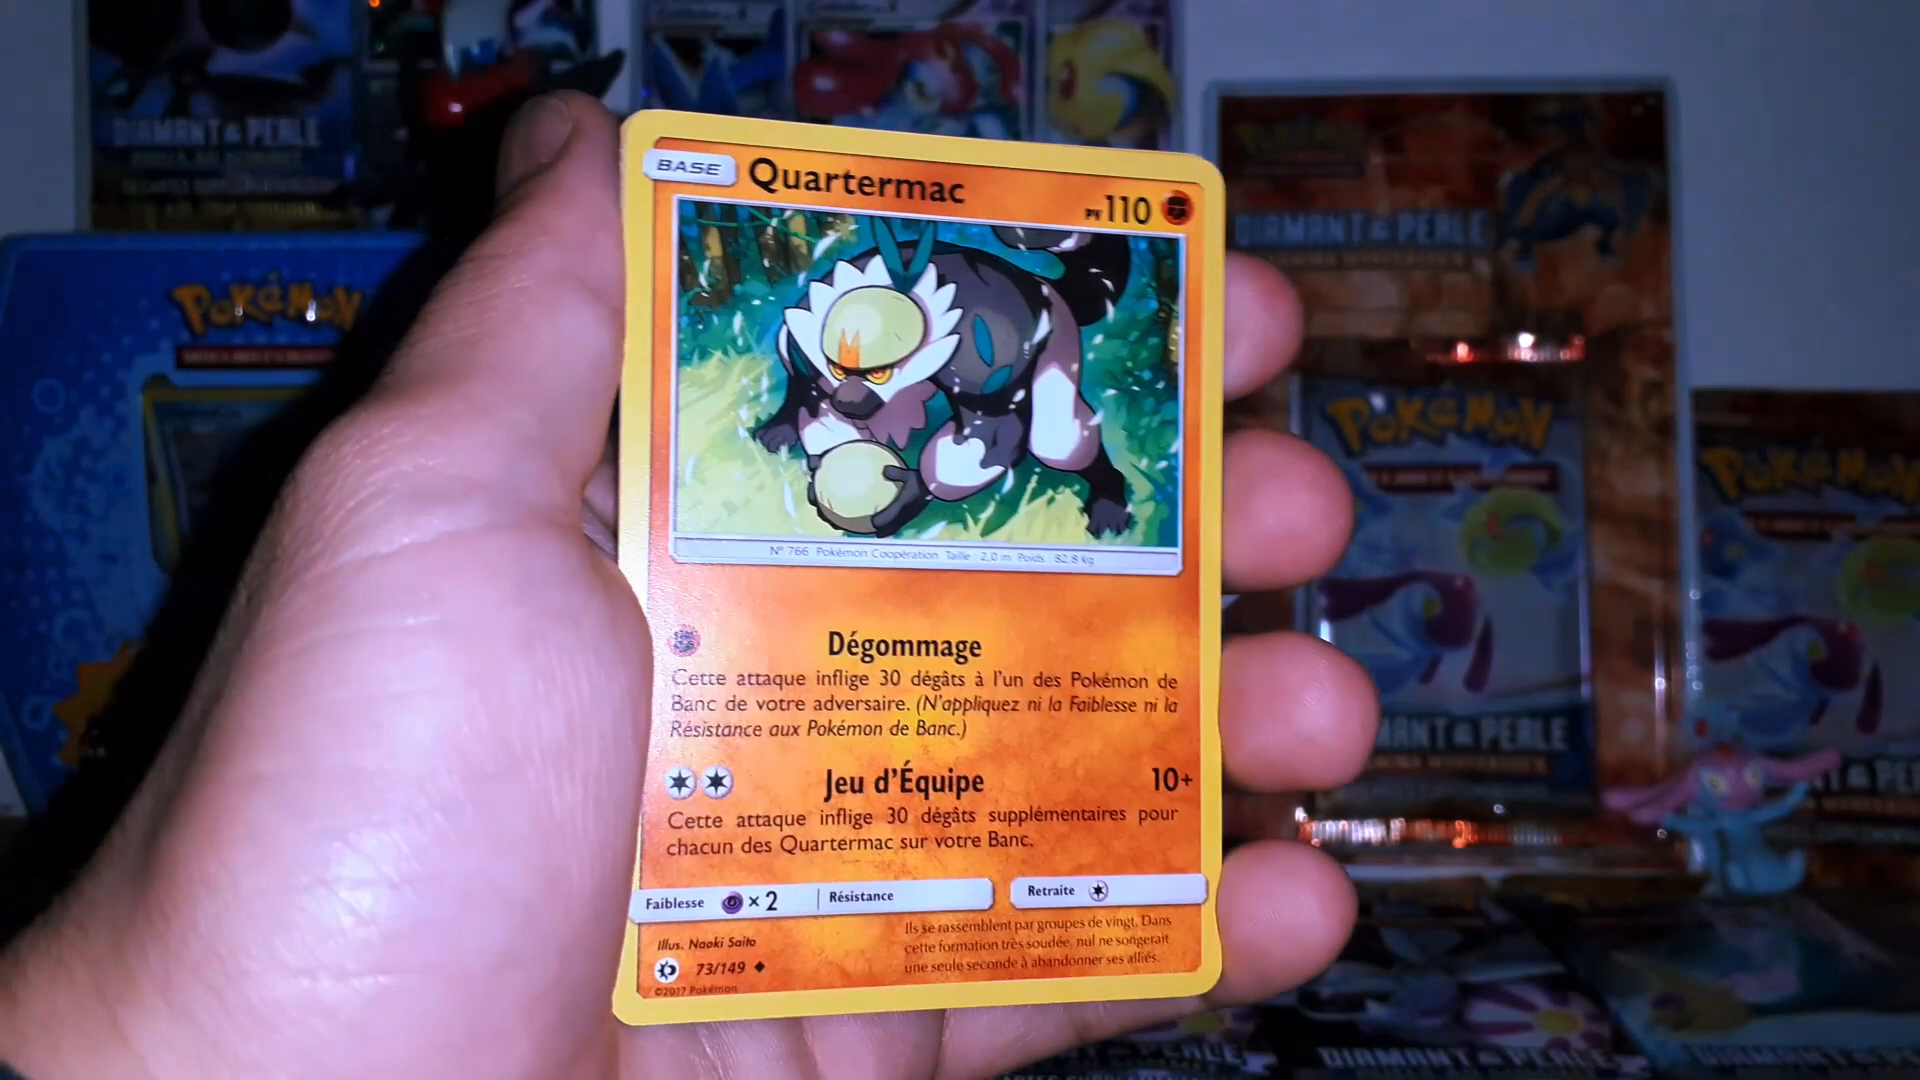 DIAMANT & PERLE
POKéMON
BASE
Quartermac
PV 110
N° 766 Pokémon Coopération Taille : 2,0 m Poids : 82,8 kg
Dégommage
Cette attaque inflige 30 dégâts à l'un des Pokémon de
Banc de votre adversaire. (N'appliquez ni la Faiblesse ni la
Résistance aux Pokémon de Banc.)
Jeu d'Équipe 10+
Cette attaque inflige 30 dégâts supplémentaires pour
chacun des Quartermac sur votre Banc.
Faiblesse × 2 Résistance
Retraite
Illus. Naoki Saito
73/149
©2017 Pokémon
Ils se rassemblent par groupes de vingt. Dans
cette formation très soudée, nul ne songerait
une seule seconde à abandonner ses alliés.
DIAMANT & PERLE
POKéMON
POKéMON
DIAMANT & PERLE